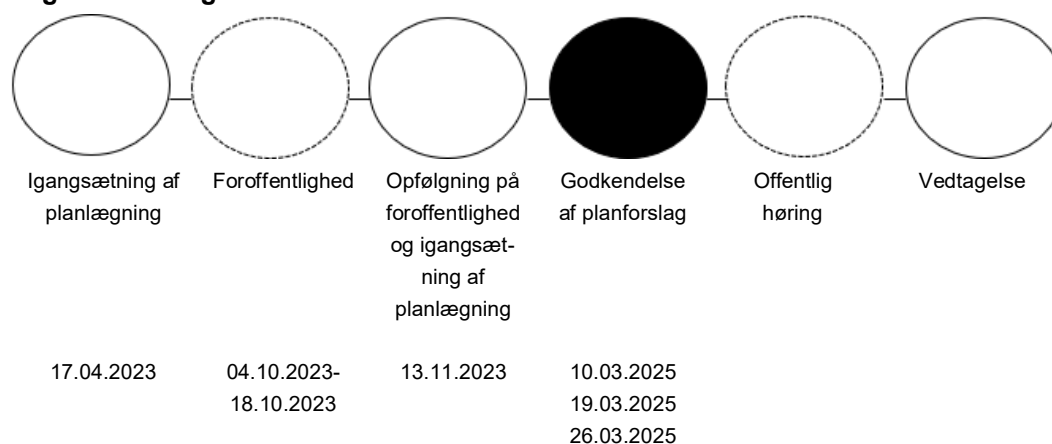 Igangsætning af
planlægning
Foroffentlighed
Opfølgning på
foroffentlighed
og igangsæt-
ning af
planlægning
Godkendelse
af planforslag
Offentlig
høring
Vedtagelse
17.04.2023
04.10.2023-
18.10.2023
13.11.2023
10.03.2025
19.03.2025
26.03.2025